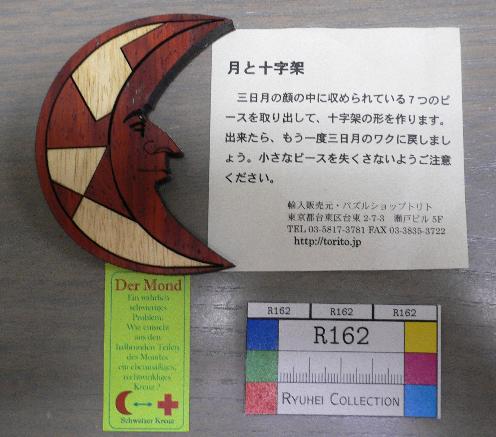 月と十字架
三日月の顔の中に収められている7つのピ
ースを取り出して、十字架の形を作ります。
出来たら、もう一度三日月のワクに戻しまし
ょう。小さなピースを失くさないようご注意
ください。
輸入販売元・パズルショップトリト
東京都台東区台東 2-7-3 瀬戸ビル 5F
TEL 03-5817-3781 FAX 03-3835-3722
http://torito.jp
Der Mond
Ein wahrlich
schwieriges
Problem.
Wie entsteht
aus den
halbrunden Teilen
des Mondes
ein ebenmäßiges,
rechtwinkliges
Kreuz ?
Schweizer Kreuz
R162 R162 R162
R162
RYUHEI COLLECTION